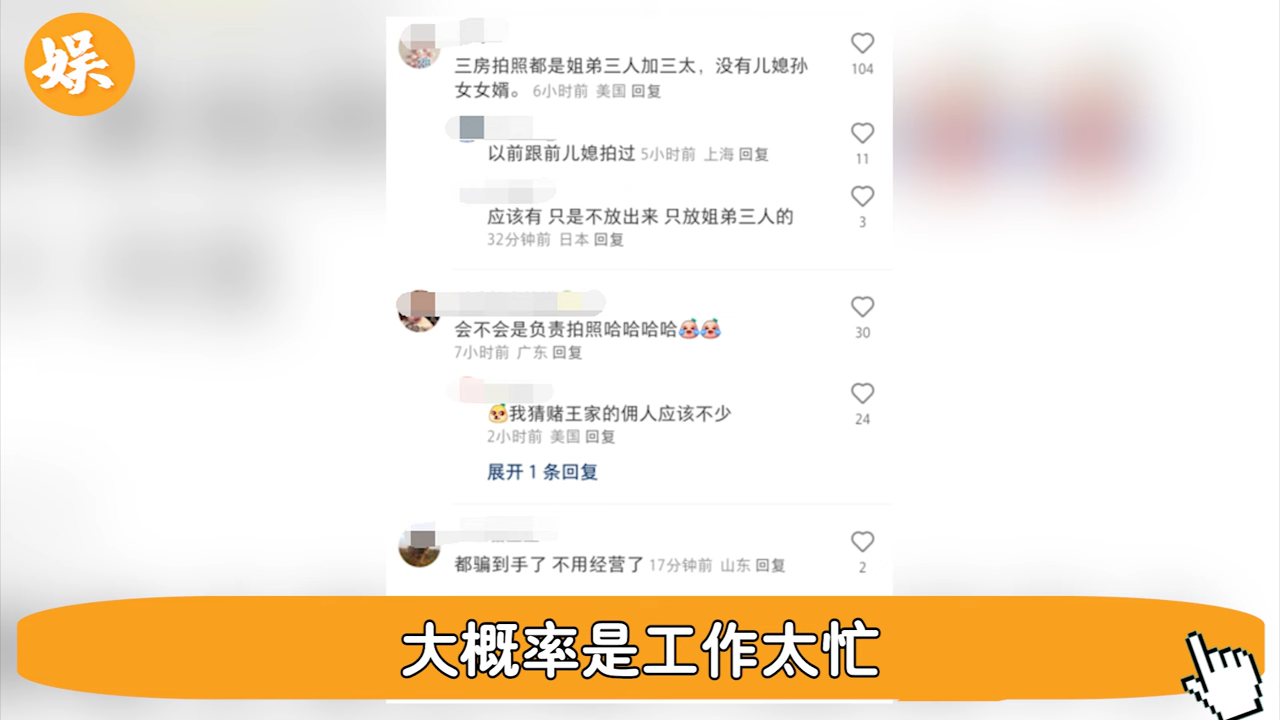 娱
三房拍照都是姐弟三人加三太，没有儿媳孙
104
女女婿。 6小时前 美国 回复
以前跟前儿媳拍过 5小时前 上海 回复
11
应该有 只是不放出来 只放姐弟三人的
3
32分钟前 日本 回复
会不会是负责拍照哈哈哈哈
30
7小时前 广东 回复
我猜赌王家的佣人应该不少
24
2小时前 美国 回复
展开 1 条回复
都骗到手了 不用经营了 17分钟前 山东 回复
2
大概率是工作太忙